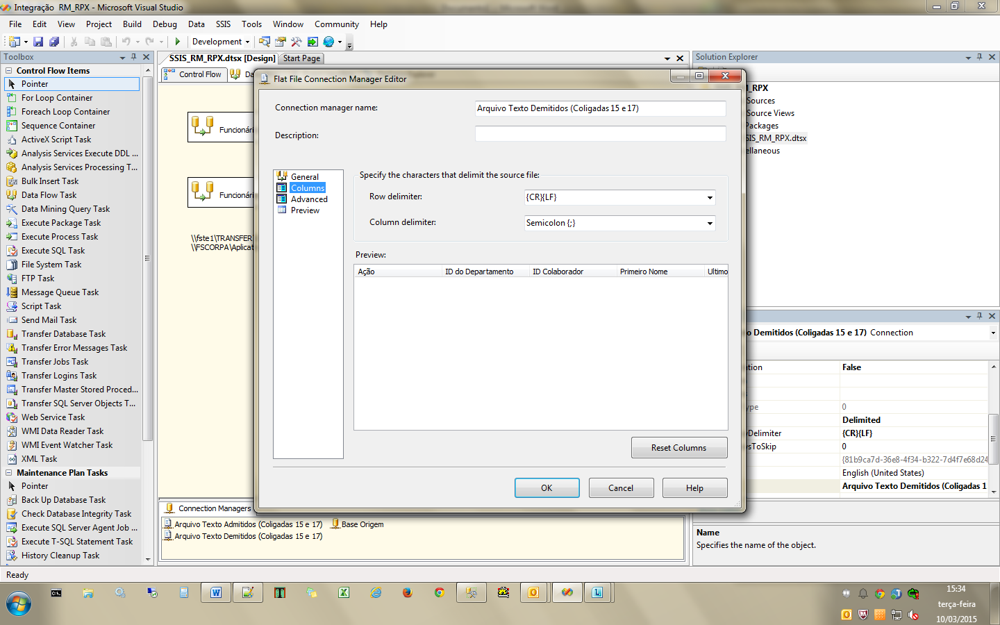 Integração  RM_RPX - Microsoft Visual Studio
File Edit View Project Build Debug Data SSIS Tools Window Community Help
Development
Toolbox
Control Flow Items
Pointer
For Loop Container
Foreach Loop Container
Sequence Container
ActiveX Script Task
Analysis Services Execute DDL ...
Analysis Services Processing T...
Bulk Insert Task
Data Flow Task
Data Mining Query Task
Execute Package Task
Execute Process Task
Execute SQL Task
File System Task
FTP Task
Message Queue Task
Script Task
Send Mail Task
Transfer Database Task
Transfer Error Messages Task
Transfer Jobs Task
Transfer Logins Task
Transfer Master Stored Proced...
Transfer SQL Server Objects T...
Web Service Task
WMI Data Reader Task
WMI Event Watcher Task
XML Task
Maintenance Plan Tasks
Pointer
Back Up Database Task
Check Database Integrity Task
Execute SQL Server Agent Job ...
Execute T-SQL Statement Task
History Cleanup Task
SSIS_RM_RPX.dtsx [Design] Start Page
Control Flow Da
Funcionári
Funcionári
\\fste1\TRANSFER
\\FSCORPA\Aplicat
Flat File Connection Manager Editor
Connection manager name: Arquivo Texto Demitidos (Coligadas 15 e 17)
Description:
General
Columns
Advanced
Preview
Specify the characters that delimit the source file:
Row delimiter: {CR}{LF}
Column delimiter: Semicolon {;}
Preview:
Ação ID do Departamento ID Colaborador Primeiro Nome Ultimo
Reset Columns
OK Cancel Help
Connection Managers
Arquivo Texto Admitidos (Coligadas 15 e 17) Base Origem
Arquivo Texto Demitidos (Coligadas 15 e 17)
Solution Explorer
M_RPX
Sources
Source Views
Packages
SIS_RM_RPX.dtsx
ellaneous
o Demitidos (Coligadas 15 e 17) Connection
ation False
ype 0
Delimited
yDelimiter {CR}{LF}
vsToSkip 0
{81b9ca7d-36e8-4f34-b322-7d4f7e68d24
English (United States)
Arquivo Texto Demitidos (Coligadas 1
Name
Specifies the name of the object.
Ready
15:34
terça-feira
10/03/2015